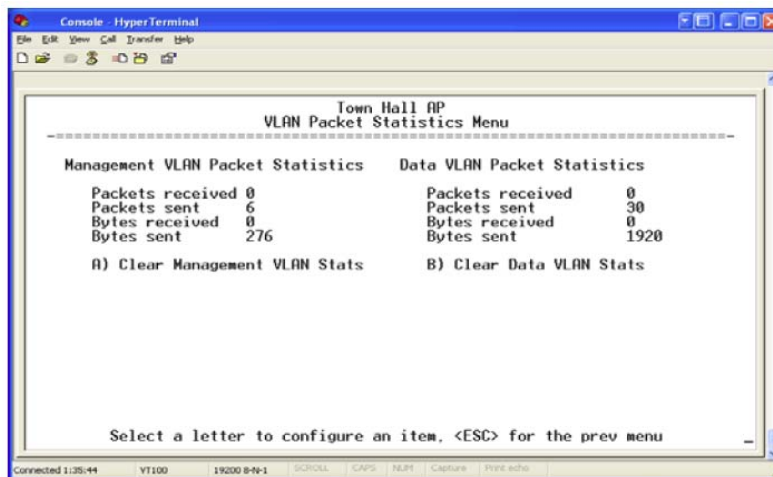 Console - HyperTerminal
File Edit View Call Transfer Help
Town Hall AP
VLAN Packet Statistics Menu
-==========================================================================-
Management VLAN Packet Statistics Data VLAN Packet Statistics
Packets received 0 Packets received 0
Packets sent 6 Packets sent 30
Bytes received 0 Bytes received 0
Bytes sent 276 Bytes sent 1920
A) Clear Management VLAN Stats B) Clear Data VLAN Stats
Select a letter to configure an item, <ESC> for the prev menu
Connected 1:35:44 VT100 19200 8-N-1 SCROLL CAPS NUM Capture Print echo